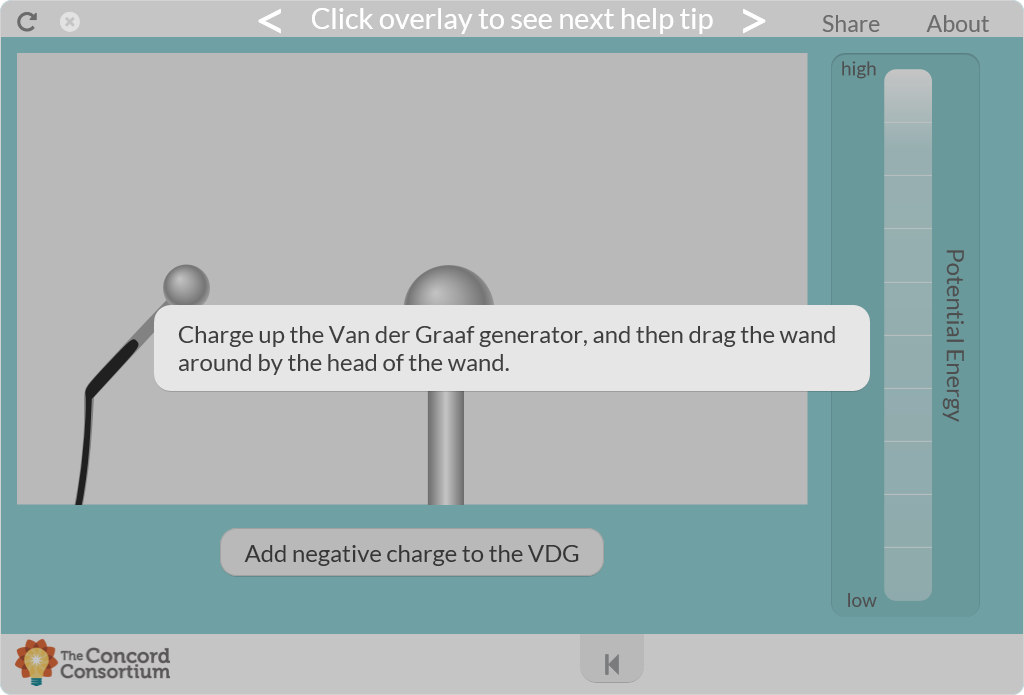 < Click overlay to see next help tip >
Share
About
high
Charge up the Van der Graaf generator, and then drag the wand
around by the head of the wand.
Potential Energy
Add negative charge to the VDG
low
The Concord
Consortium